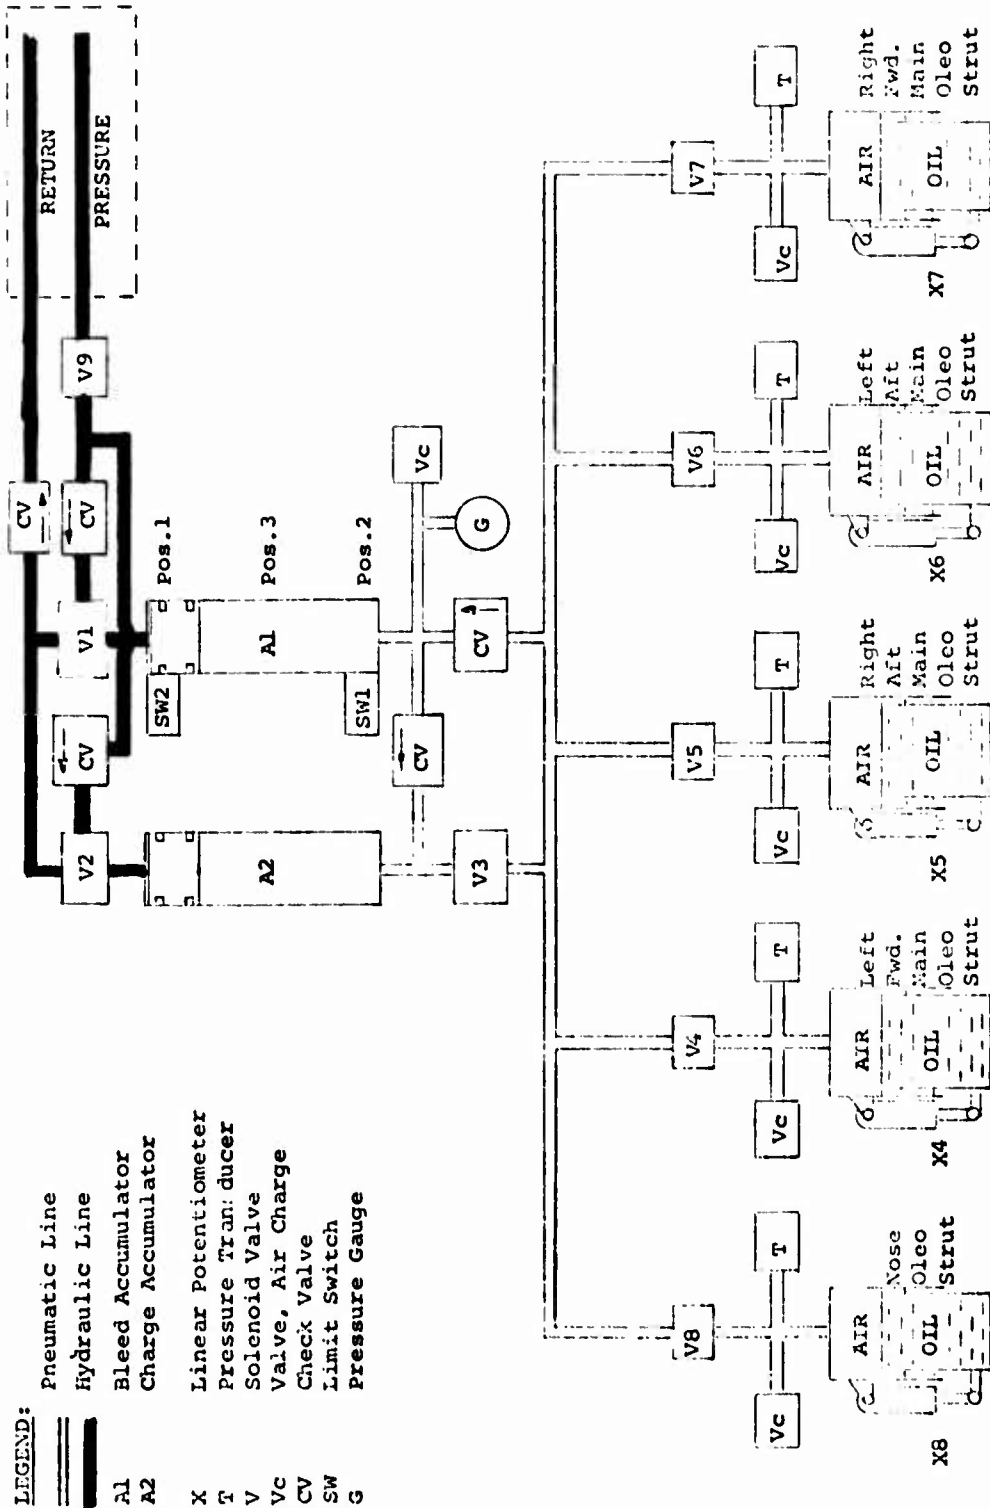 LEGEND:
Pneumatic Line
Hydraulic Line
A1 Bleed Accumulator
A2 Charge Accumulator
X Linear Potentiometer
T Pressure Transducer
V Solenoid Valve
Vc Valve, Air Charge
CV Check Valve
SW Limit Switch
G Pressure Gauge
RETURN
PRESSURE
CV
CV
V9
V2
CV
V1
SW2
Pos.1
A2
A1
Pos.3
SW1
Pos.2
CV
Vc
V3
CV
G
V8
V4
V5
V6
V7
Vc
T
Vc
T
Vc
T
Vc
T
Vc
T
AIR
OIL
Nose
Oleo
Strut
X8
AIR
OIL
Left
Fwd.
Main
Oleo
Strut
X4
AIR
OIL
Right
Aft
Main
Oleo
Strut
X5
AIR
OIL
Left
Aft
Main
Oleo
Strut
X6
AIR
OIL
Right
Fwd.
Main
Oleo
Strut
X7